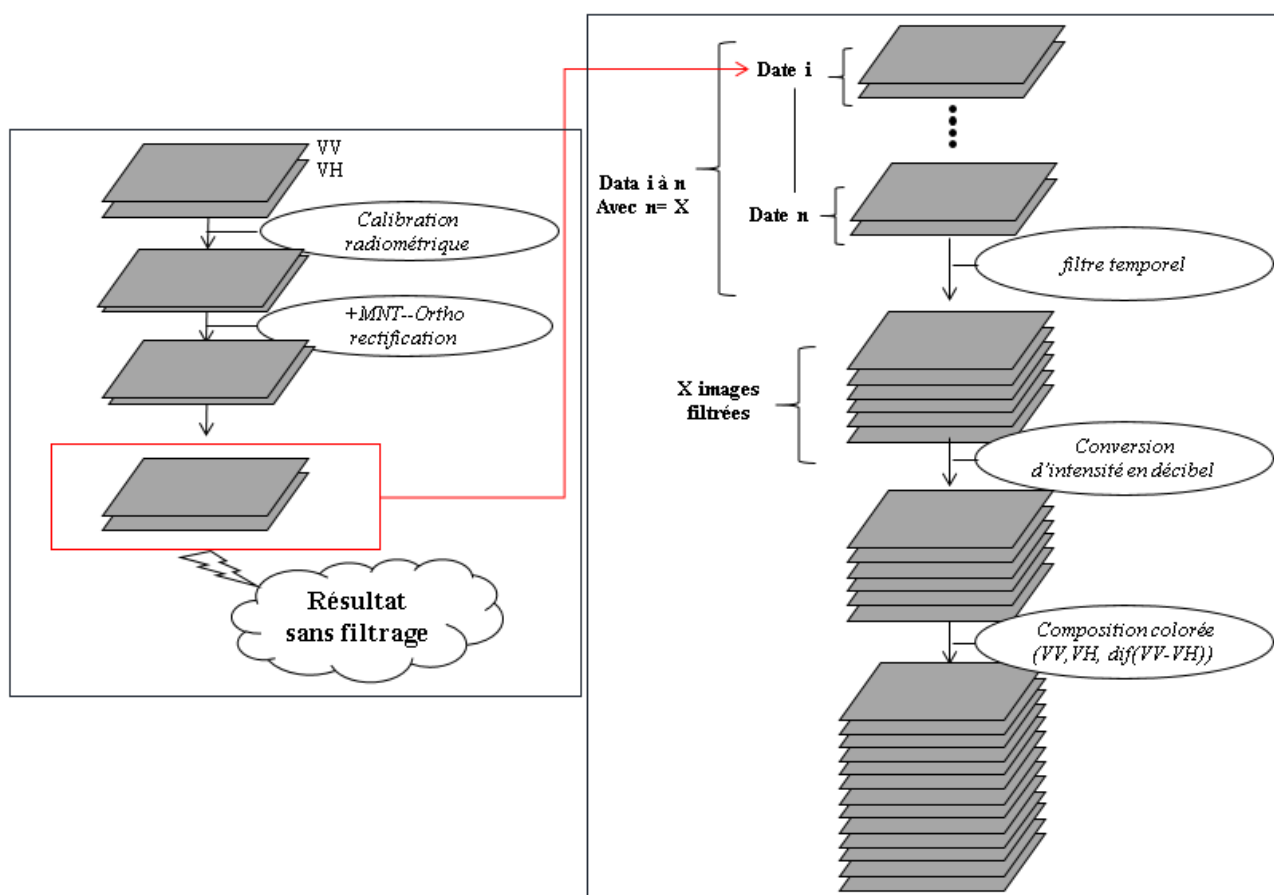 VV
VH
Calibration
radiométrique
+MNT--Ortho
rectification
Résultat
sans filtrage
Date i
Data i à n
Avec n= X
Date n
filtre temporel
X images
filtrées
Conversion
d'intensité en décibel
Composition colorée
(VV,VH, dif(VV-VH))